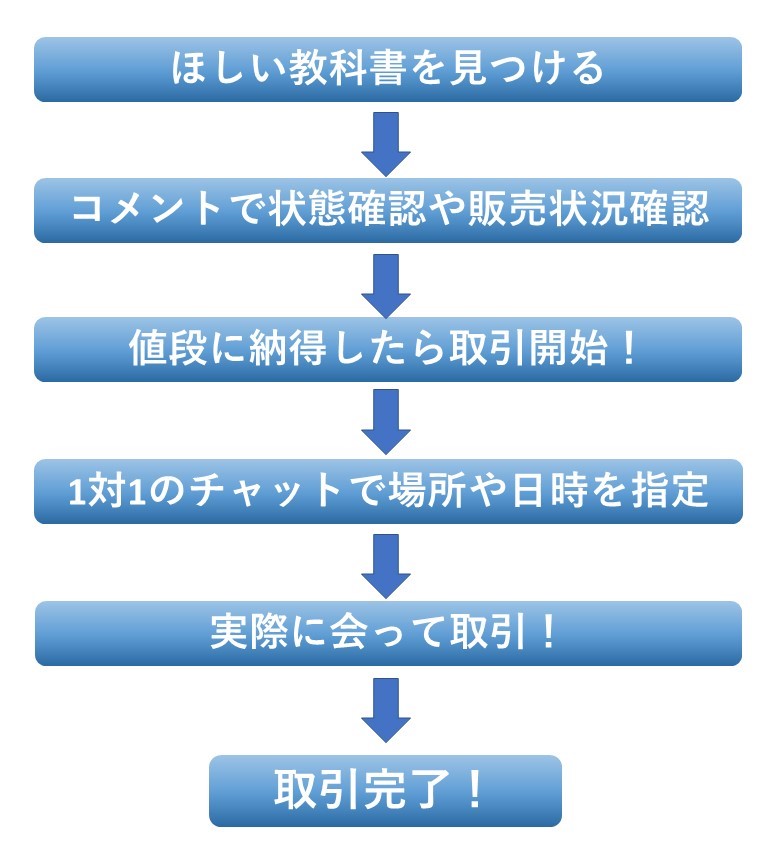 ほしい教科書を見つける
コメントで状態確認や販売状況確認
値段に納得したら取引開始！
1対1のチャットで場所や日時を指定
実際に会って取引！
取引完了！